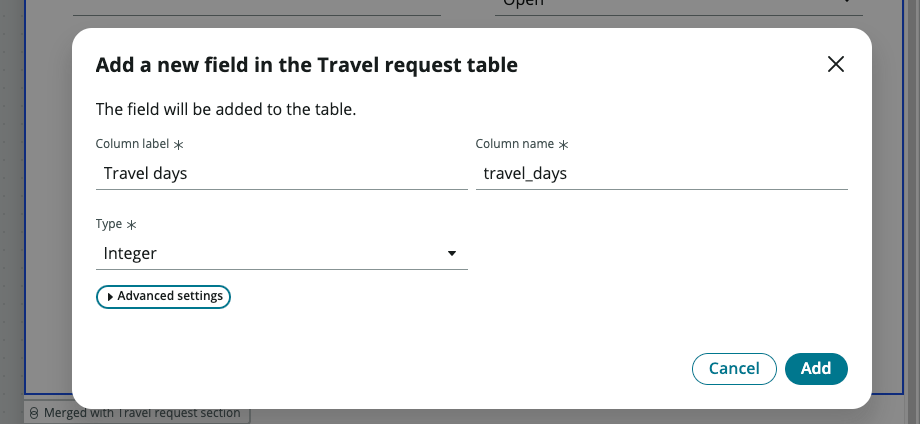 Open
Add a new field in the Travel request table
The field will be added to the table.
Column label *
Column name *
Travel days
travel_days
Type *
Integer
Advanced settings
Cancel
Add
Merged with Travel request section